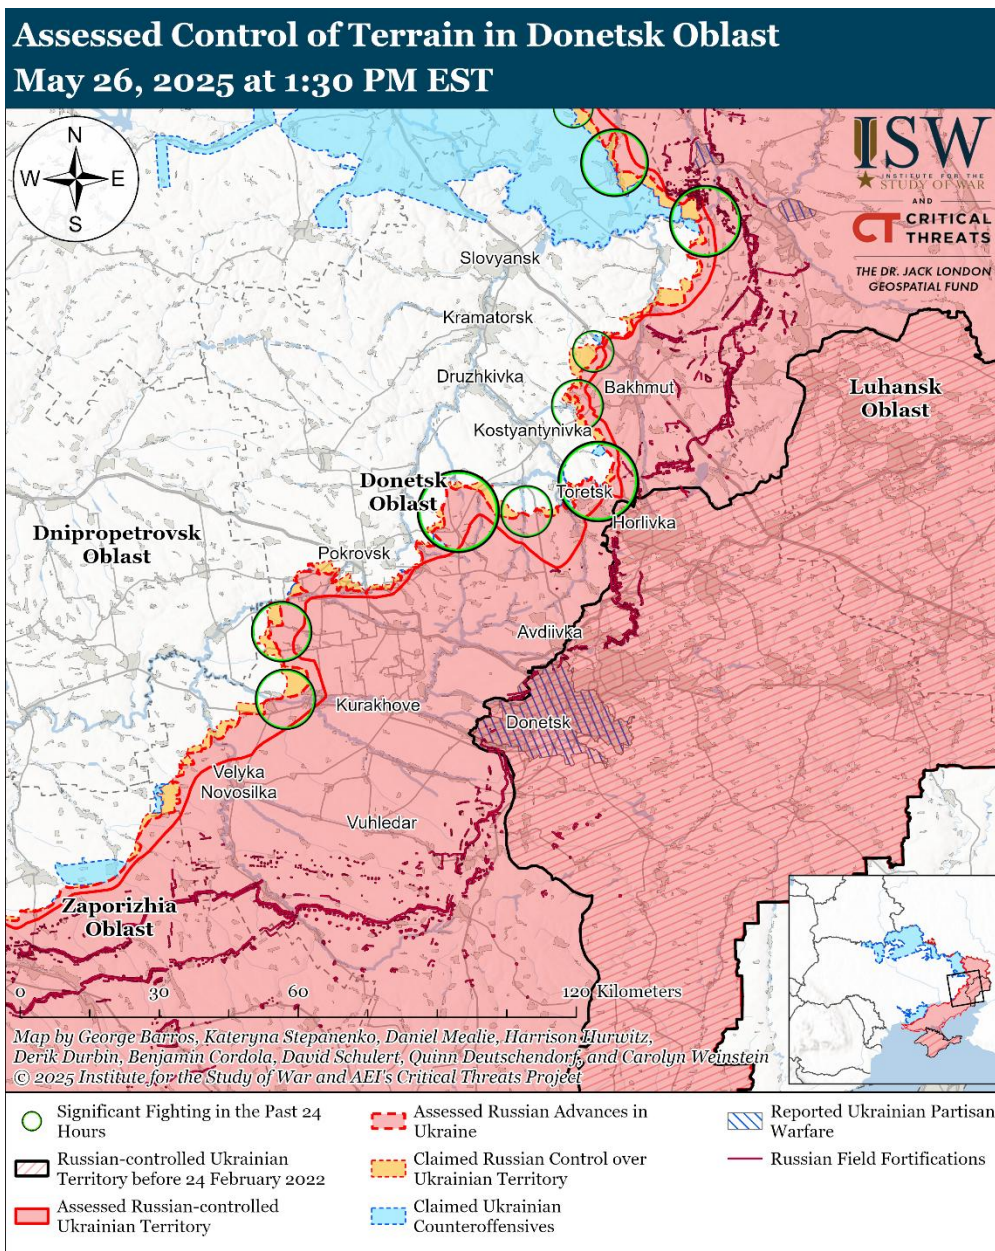 Assessed Control of Terrain in Donetsk Oblast
May 26, 2025 at 1:30 PM EST
N
W
E
S
ISW
INSTITUTE FOR THE
STUDY OF WAR
AND
CT CRITICAL
THREATS
THE DR. JACK LONDON
GEOSPATIAL FUND
Slovyansk
Kramatorsk
Druzhkivka
Bakhmut
Luhansk
Oblast
Kostyantynivka
Donetsk
Oblast
Toretsk
Horlivka
Dnipropetrovsk
Oblast
Pokrovsk
Avdiivka
Kurakhove
Donetsk
Velyka
Novosilka
Vuhledar
Zaporizhia
Oblast
0 30 60 120 Kilometers
Map by George Barros, Kateryna Stepanenko, Daniel Mealie, Harrison Hurwitz,
Derik Durbin, Benjamin Cordola, David Schulert, Quinn Deutschendorf, and Carolyn Weinstein
© 2025 Institute for the Study of War and AEI's Critical Threats Project
Significant Fighting in the Past 24
Hours
Russian-controlled Ukrainian
Territory before 24 February 2022
Assessed Russian-controlled
Ukrainian Territory
Assessed Russian Advances in
Ukraine
Claimed Russian Control over
Ukrainian Territory
Claimed Ukrainian
Counteroffensives
Reported Ukrainian Partisan
Warfare
Russian Field Fortifications